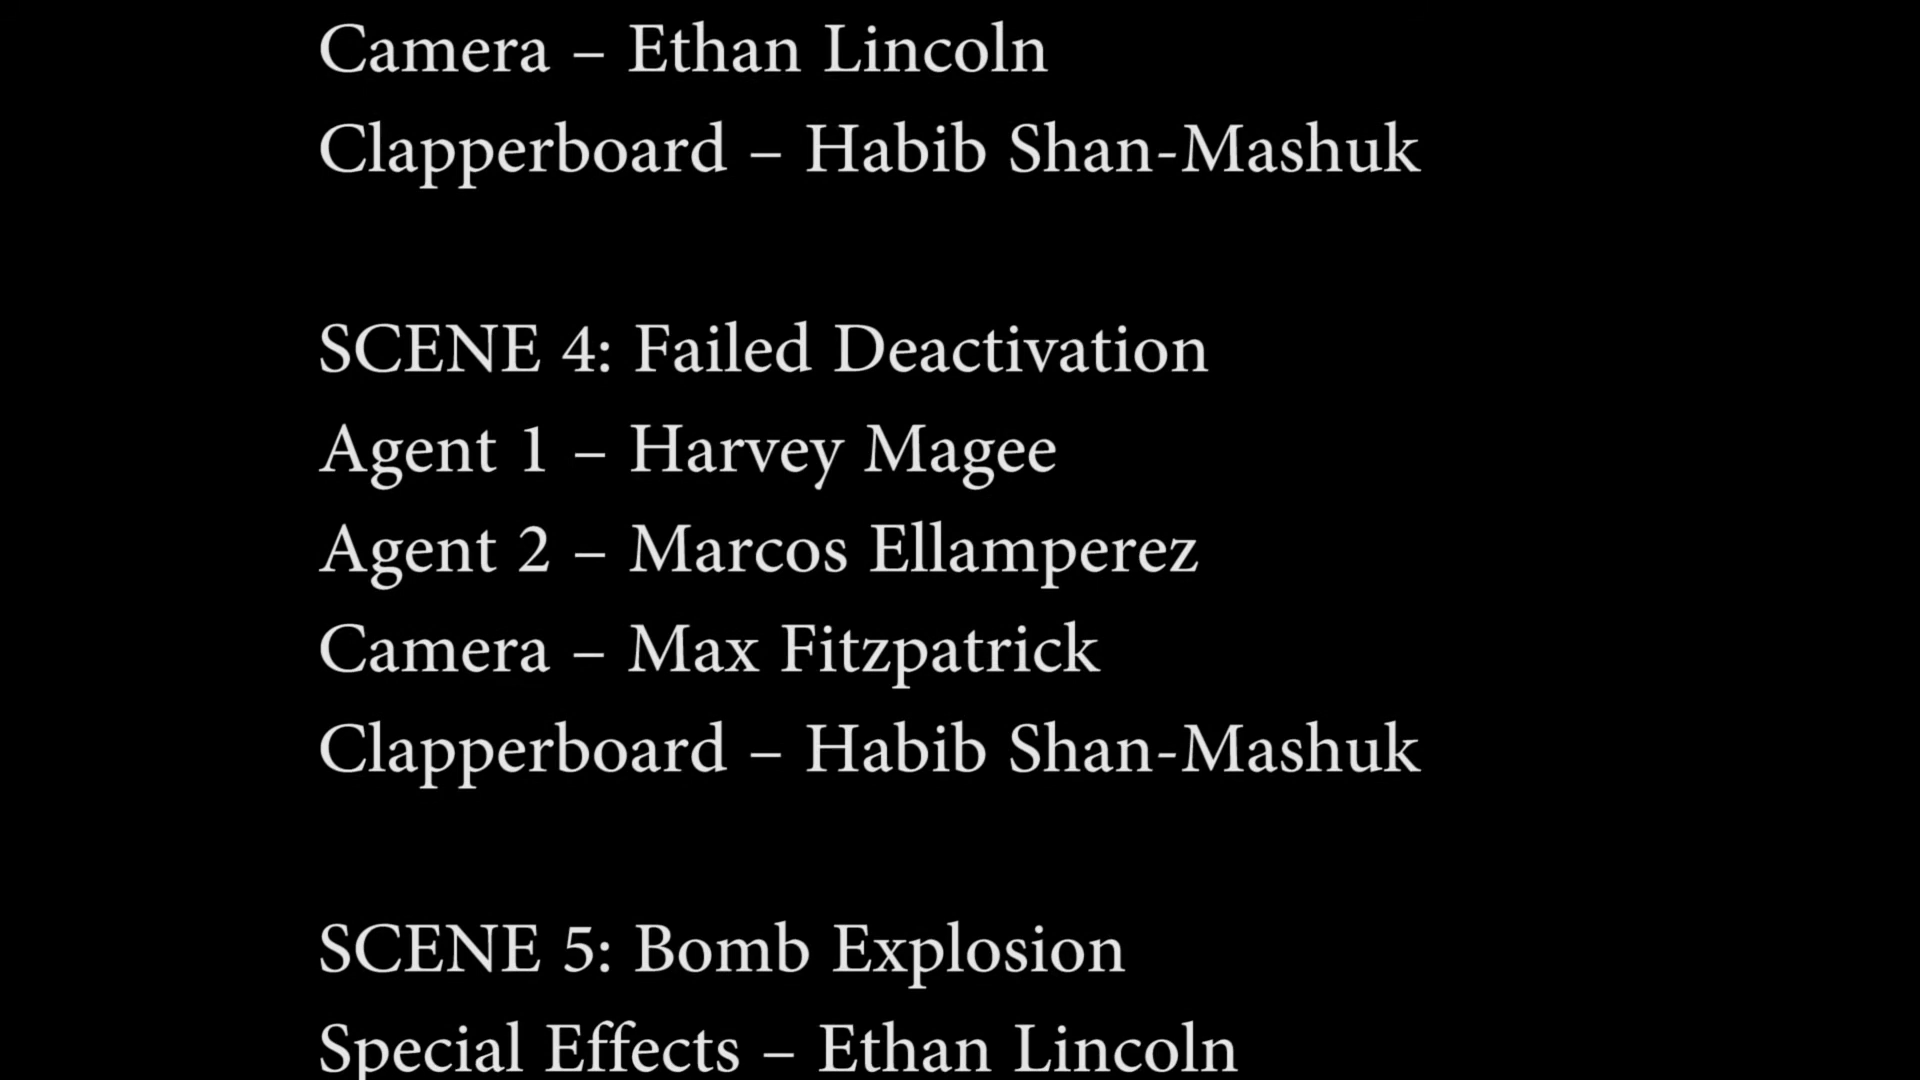 Camera – Ethan Lincoln
Clapperboard – Habib Shan-Mashuk
SCENE 4: Failed Deactivation
Agent 1 – Harvey Magee
Agent 2 – Marcos Ellamperez
Camera – Max Fitzpatrick
Clapperboard – Habib Shan-Mashuk
SCENE 5: Bomb Explosion
Special Effects – Ethan Lincoln